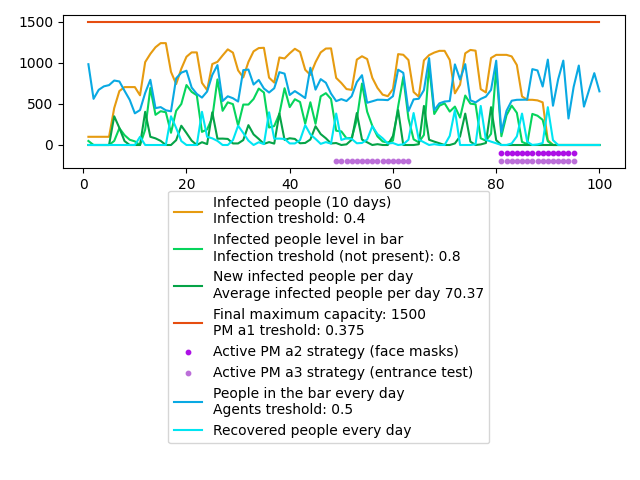 1500
1000
500
0
0
20
40
60
80
100
Infected people (10 days)
Infection treshold: 0.4
Infected people level in bar
Infection treshold (not present): 0.8
New infected people per day
Average infected people per day 70.37
Final maximum capacity: 1500
PM a1 treshold: 0.375
Active PM a2 strategy (face masks)
Active PM a3 strategy (entrance test)
People in the bar every day
Agents treshold: 0.5
Recovered people every day